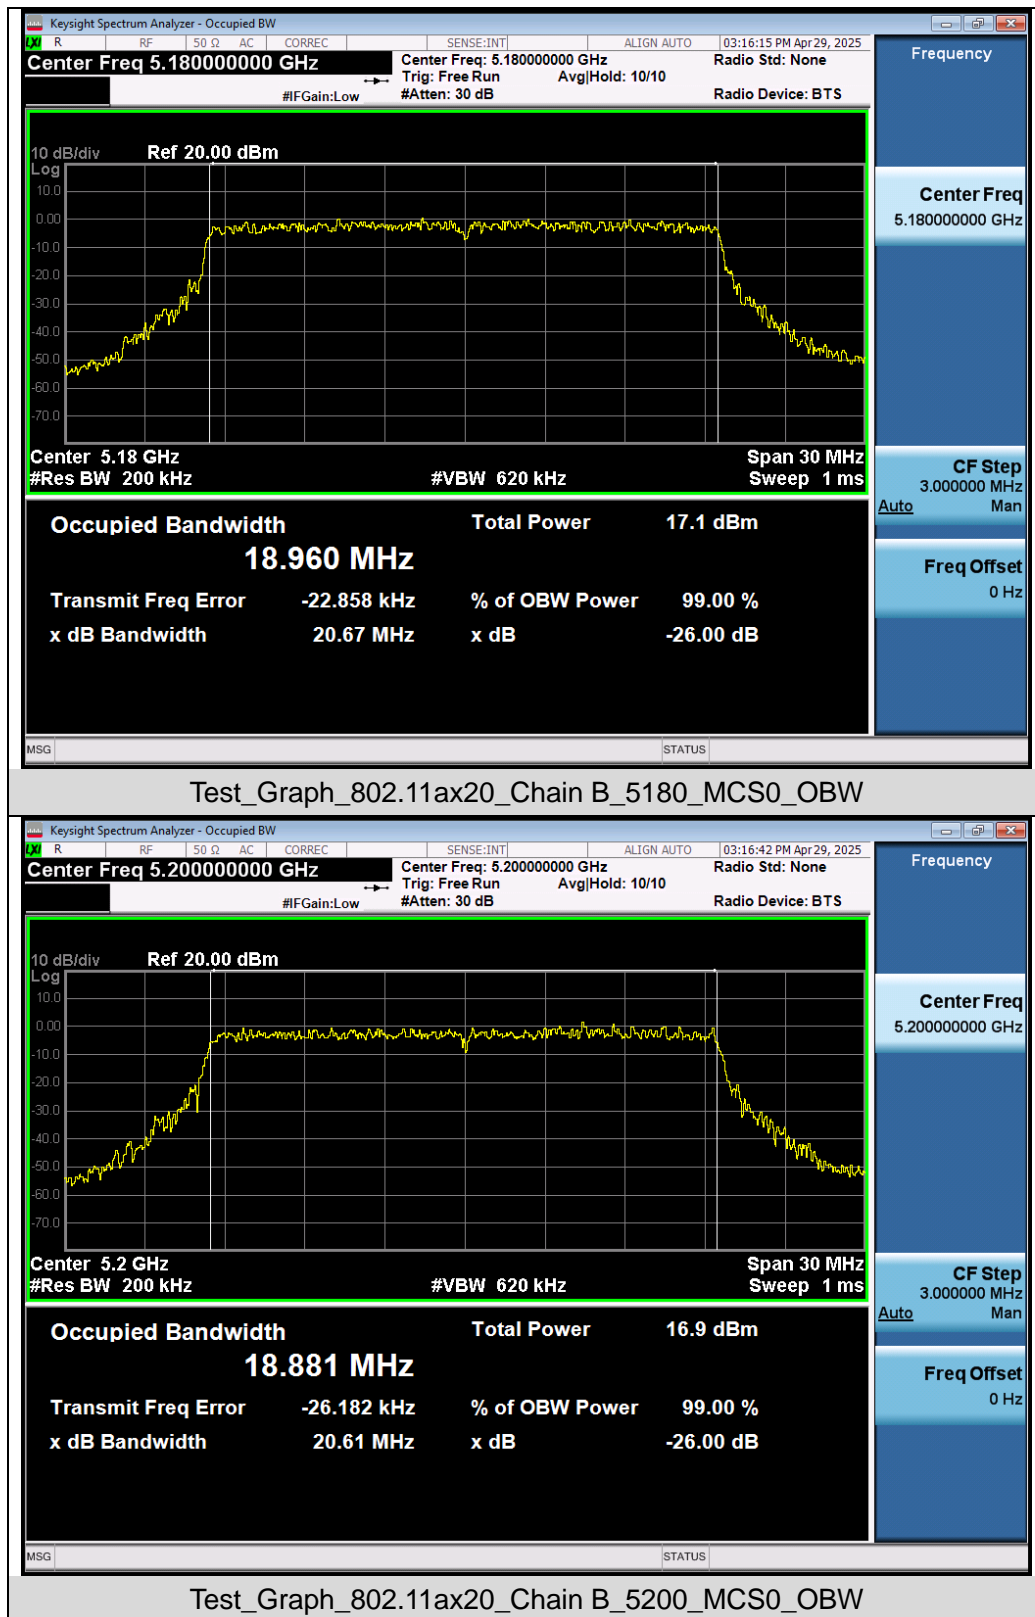 Keysight Spectrum Analyzer - Occupied BW
LXI R RF 50 Ω AC CORREC SENSE:INT ALIGN AUTO 03:16:15 PM Apr 29, 2025
Center Freq 5.180000000 GHz
Center Freq: 5.180000000 GHz Radio Std: None
Trig: Free Run Avg|Hold: 10/10
#IFGain:Low #Atten: 30 dB Radio Device: BTS
Frequency
10 dB/div Ref 20.00 dBm
Log
10.0
0.00
-10.0
-20.0
-30.0
-40.0
-50.0
-60.0
-70.0
Center 5.18 GHz Span 30 MHz
#Res BW 200 kHz #VBW 620 kHz Sweep 1 ms
Center Freq
5.180000000 GHz
CF Step
3.000000 MHz
Auto Man
Freq Offset
0 Hz
Occupied Bandwidth Total Power 17.1 dBm
18.960 MHz
Transmit Freq Error -22.858 kHz % of OBW Power 99.00 %
x dB Bandwidth 20.67 MHz x dB -26.00 dB
MSG STATUS
Test_Graph_802.11ax20_Chain B_5180_MCS0_OBW
Keysight Spectrum Analyzer - Occupied BW
LXI R RF 50 Ω AC CORREC SENSE:INT ALIGN AUTO 03:16:42 PM Apr 29, 2025
Center Freq 5.200000000 GHz
Center Freq: 5.200000000 GHz Radio Std: None
Trig: Free Run Avg|Hold: 10/10
#IFGain:Low #Atten: 30 dB Radio Device: BTS
Frequency
10 dB/div Ref 20.00 dBm
Log
10.0
0.00
-10.0
-20.0
-30.0
-40.0
-50.0
-60.0
-70.0
Center 5.2 GHz Span 30 MHz
#Res BW 200 kHz #VBW 620 kHz Sweep 1 ms
Center Freq
5.200000000 GHz
CF Step
3.000000 MHz
Auto Man
Freq Offset
0 Hz
Occupied Bandwidth Total Power 16.9 dBm
18.881 MHz
Transmit Freq Error -26.182 kHz % of OBW Power 99.00 %
x dB Bandwidth 20.61 MHz x dB -26.00 dB
MSG STATUS
Test_Graph_802.11ax20_Chain B_5200_MCS0_OBW